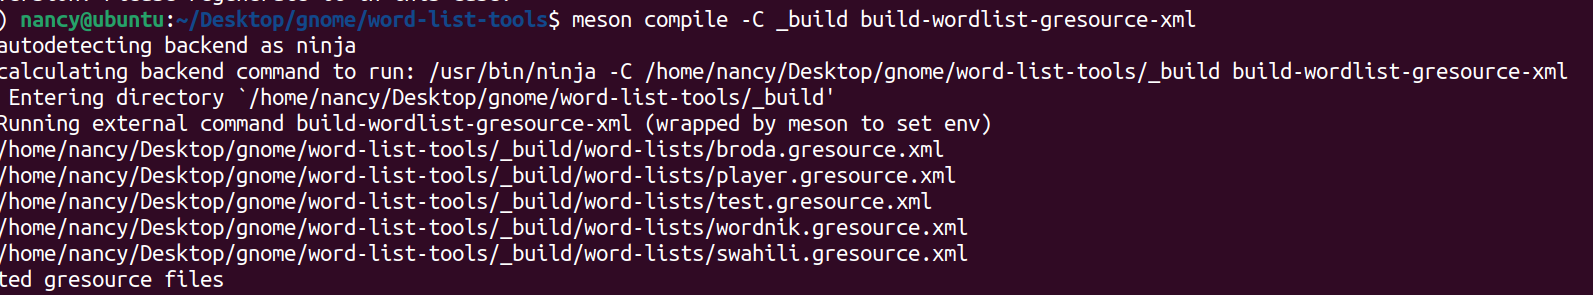 ) nancy@ubuntu:~/Desktop/gnome/word-list-tools$ meson compile -C _build build-wordlist-gresource-xml
autodetecting backend as ninja
calculating backend command to run: /usr/bin/ninja -C /home/nancy/Desktop/gnome/word-list-tools/_build build-wordlist-gresource-xml
Entering directory `/home/nancy/Desktop/gnome/word-list-tools/_build'
Running external command build-wordlist-gresource-xml (wrapped by meson to set env)
/home/nancy/Desktop/gnome/word-list-tools/_build/word-lists/broda.gresource.xml
/home/nancy/Desktop/gnome/word-list-tools/_build/word-lists/player.gresource.xml
/home/nancy/Desktop/gnome/word-list-tools/_build/word-lists/test.gresource.xml
/home/nancy/Desktop/gnome/word-list-tools/_build/word-lists/wordnik.gresource.xml
/home/nancy/Desktop/gnome/word-list-tools/_build/word-lists/swahili.gresource.xml
ted gresource files